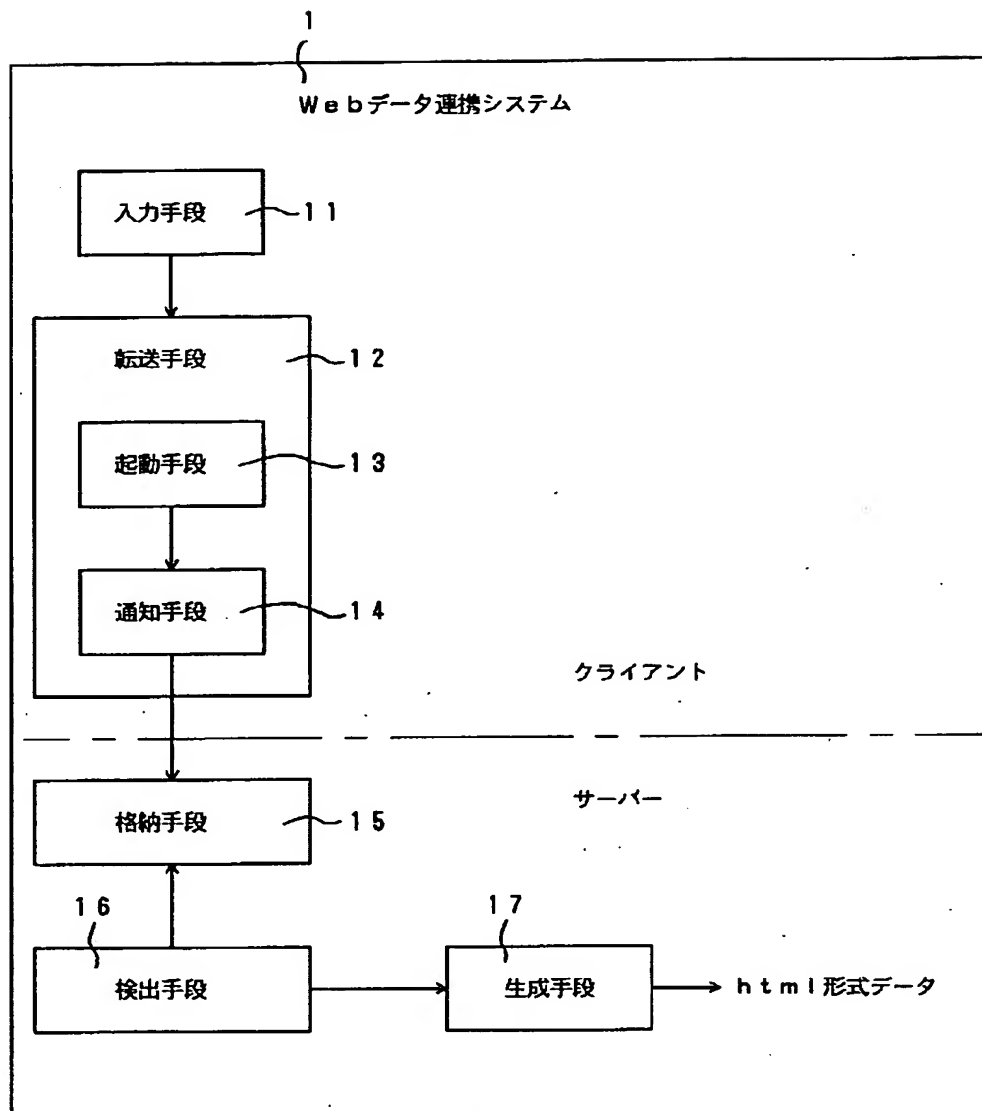 1
Webデータ連携システム
入力手段
11
転送手段
12
起動手段
13
通知手段
14
クライアント
サーバー
格納手段
15
16
17
検出手段
生成手段
html形式データ